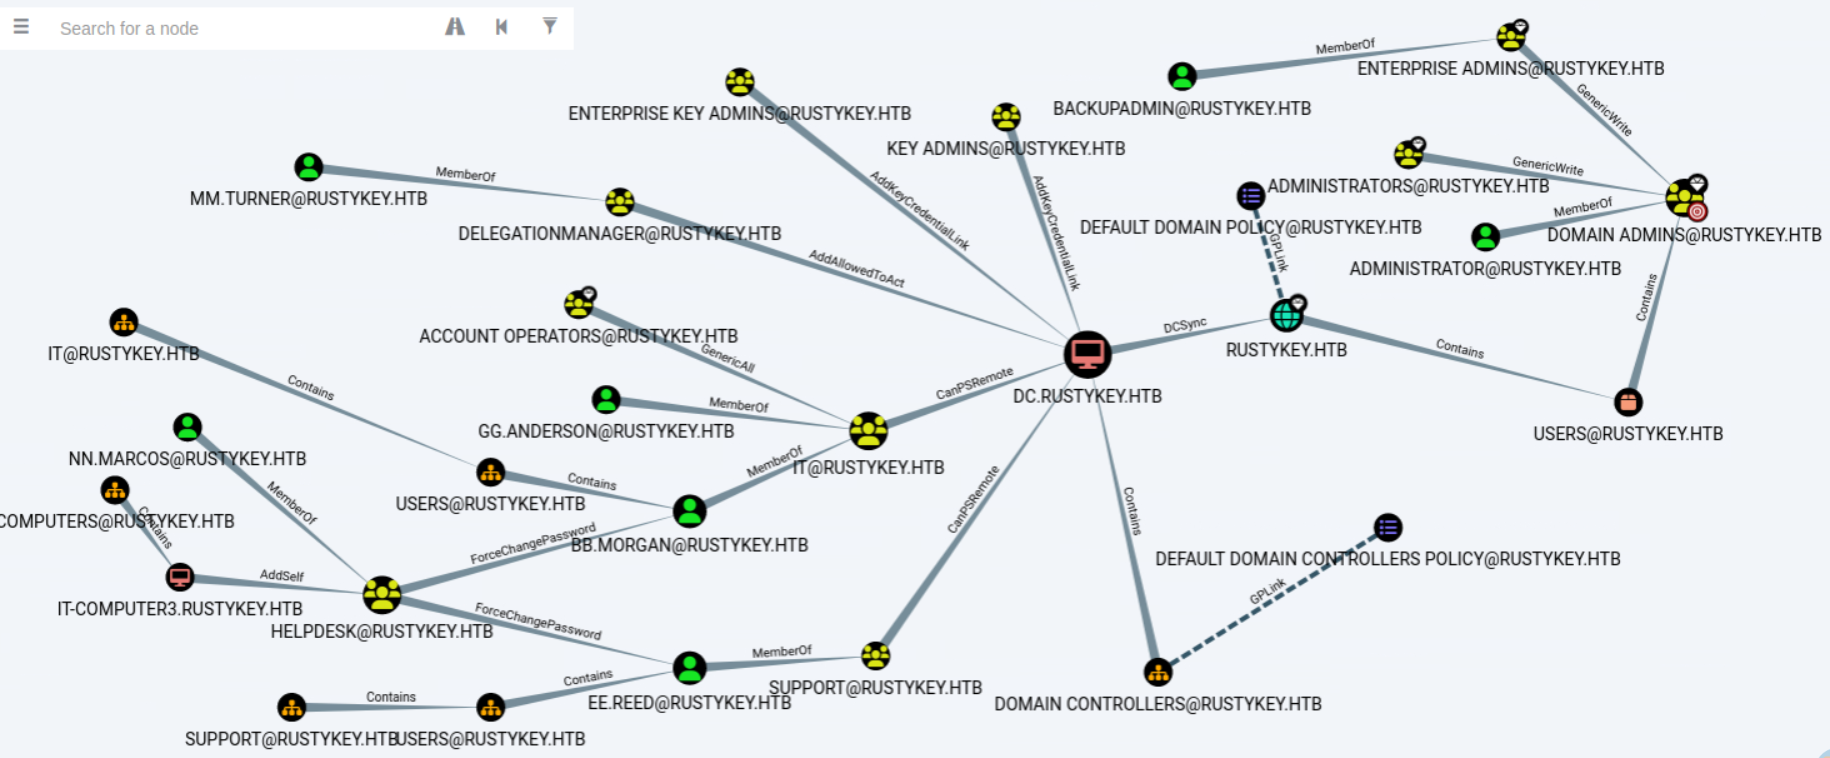 Search for a node
MemberOf
ENTERPRISE ADMINS@RUSTYKEY.HTB
ENTERPRISE KEY ADMINS@RUSTYKEY.HTB
BACKUPADMIN@RUSTYKEY.HTB
GenericWrite
KEY ADMINS@RUSTYKEY.HTB
MemberOf
GenericWrite
MM.TURNER@RUSTYKEY.HTB
ADMINISTRATORS@RUSTYKEY.HTB
AddKeyCredentialLink
AddKeyCredentialLink
MemberOf
DELEGATIONMANAGER@RUSTYKEY.HTB
DEFAULT DOMAIN POLICY@RUSTYKEY.HTB
DOMAIN ADMINS@RUSTYKEY.HTB
GPLink
AddAllowedToAct
ADMINISTRATOR@RUSTYKEY.HTB
Contains
ACCOUNT OPERATORS@RUSTYKEY.HTB
DCSync
IT@RUSTYKEY.HTB
GenericAll
RUSTYKEY.HTB
Contains
Contains
CanPSRemote
DC.RUSTYKEY.HTB
MemberOf
GG.ANDERSON@RUSTYKEY.HTB
USERS@RUSTYKEY.HTB
NN.MARCOS@RUSTYKEY.HTB
MemberOf
IT@RUSTYKEY.HTB
Contains
USERS@RUSTYKEY.HTB
MemberOf
CanPSRemote
Contains
COMPUTERS@RUSTYKEY.HTB
Contains
ForceChangePassword
BB.MORGAN@RUSTYKEY.HTB
DEFAULT DOMAIN CONTROLLERS POLICY@RUSTYKEY.HTB
AddSelf
GPLink
IT-COMPUTER3.RUSTYKEY.HTB
HELPDESK@RUSTYKEY.HTB
ForceChangePassword
MemberOf
Contains
SUPPORT@RUSTYKEY.HTB
Contains
EE.REED@RUSTYKEY.HTB
DOMAIN CONTROLLERS@RUSTYKEY.HTB
SUPPORT@RUSTYKEY.HTB
USERS@RUSTYKEY.HTB